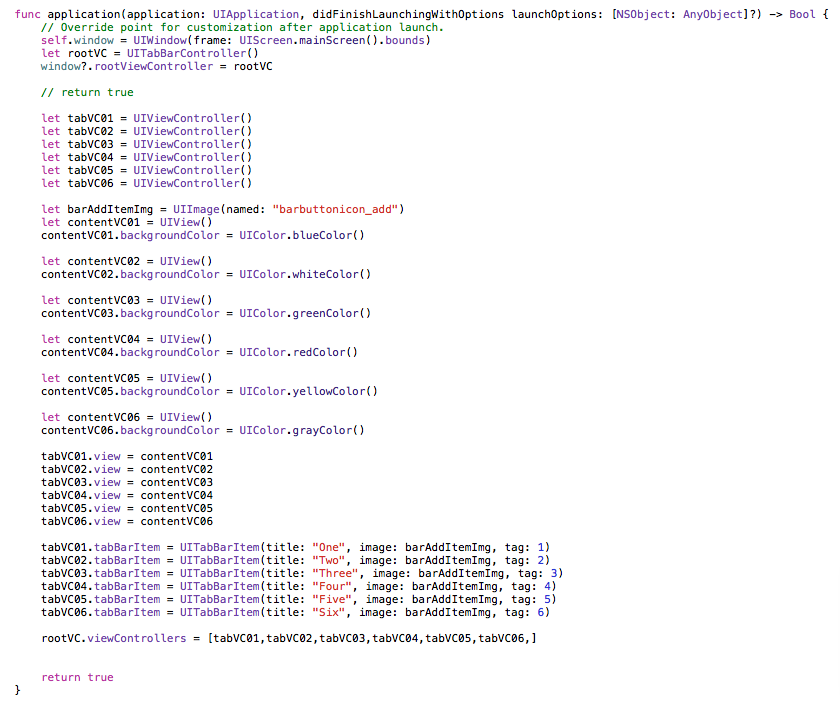 func application(application: UIApplication, didFinishLaunchingWithOptions launchOptions: [NSObject: AnyObject]?) -> Bool {
// Override point for customization after application launch.
self.window = UIWindow(frame: UIScreen.mainScreen().bounds)
let rootVC = UITabBarController()
window?.rootViewController = rootVC
// return true
let tabVC01 = UIViewController()
let tabVC02 = UIViewController()
let tabVC03 = UIViewController()
let tabVC04 = UIViewController()
let tabVC05 = UIViewController()
let tabVC06 = UIViewController()
let barAddItemImg = UIImage(named: "barbuttonicon_add")
let contentVC01 = UIView()
contentVC01.backgroundColor = UIColor.blueColor()
let contentVC02 = UIView()
contentVC02.backgroundColor = UIColor.whiteColor()
let contentVC03 = UIView()
contentVC03.backgroundColor = UIColor.greenColor()
let contentVC04 = UIView()
contentVC04.backgroundColor = UIColor.redColor()
let contentVC05 = UIView()
contentVC05.backgroundColor = UIColor.yellowColor()
let contentVC06 = UIView()
contentVC06.backgroundColor = UIColor.grayColor()
tabVC01.view = contentVC01
tabVC02.view = contentVC02
tabVC03.view = contentVC03
tabVC04.view = contentVC04
tabVC05.view = contentVC05
tabVC06.view = contentVC06
tabVC01.tabBarItem = UITabBarItem(title: "One", image: barAddItemImg, tag: 1)
tabVC02.tabBarItem = UITabBarItem(title: "Two", image: barAddItemImg, tag: 2)
tabVC03.tabBarItem = UITabBarItem(title: "Three", image: barAddItemImg, tag: 3)
tabVC04.tabBarItem = UITabBarItem(title: "Four", image: barAddItemImg, tag: 4)
tabVC05.tabBarItem = UITabBarItem(title: "Five", image: barAddItemImg, tag: 5)
tabVC06.tabBarItem = UITabBarItem(title: "Six", image: barAddItemImg, tag: 6)
rootVC.viewControllers = [tabVC01,tabVC02,tabVC03,tabVC04,tabVC05,tabVC06,]
return true
}